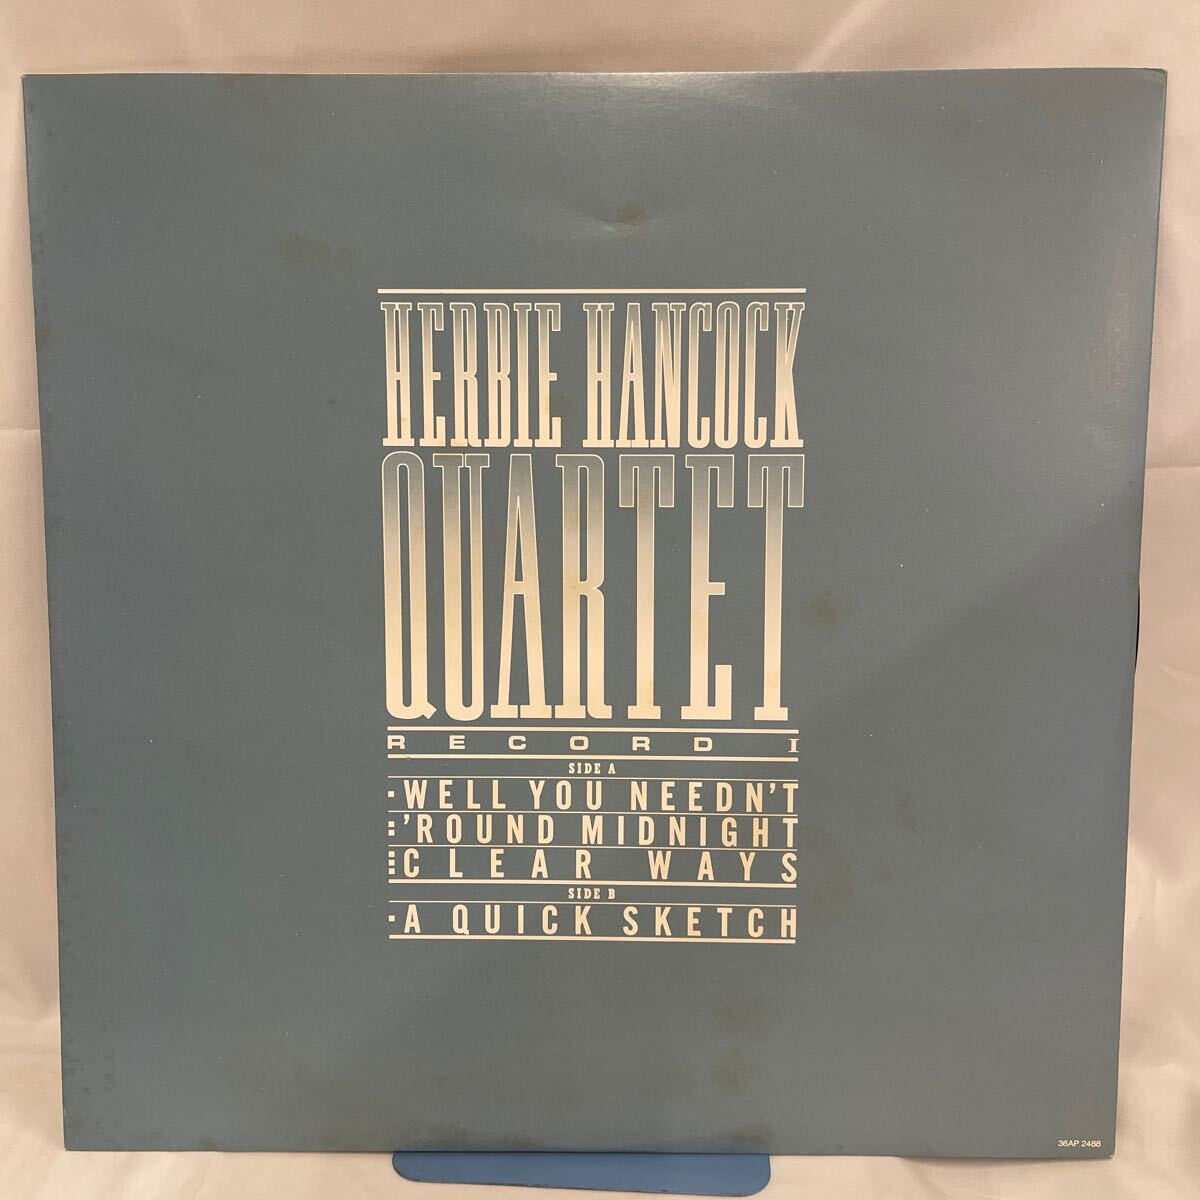 HERBIE HANCOCK
QUARTET
RECORD I
SIDE A
WELL YOU NEEDN'T
'ROUND MIDNIGHT
CLEAR WAYS
SIDE B
A QUICK SKETCH
36AP 2488